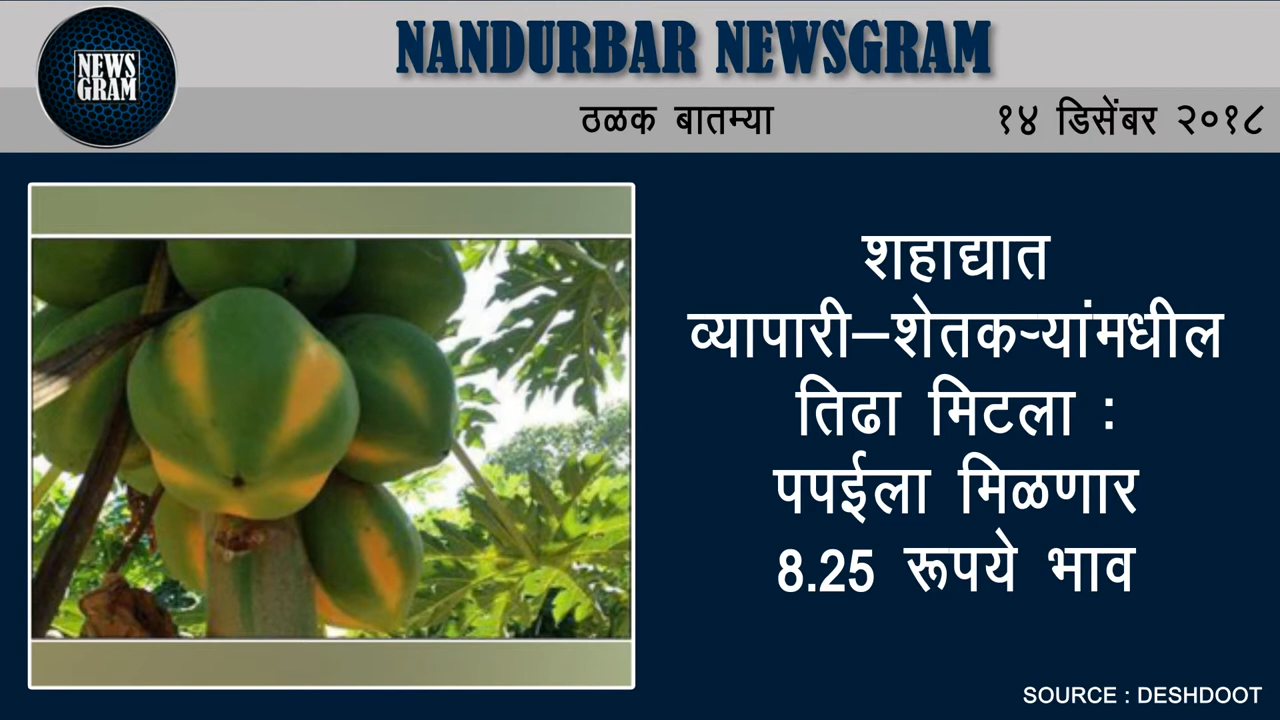 NEWS
GRAM
NANDURBAR NEWSGRAM
ठळक बातम्या
१४ डिसेंबर २०१८
शहाद्यात
व्यापारी–शेतकऱ्यांमधील
तिढा मिटला :
पपईला मिळणार
8.25 रूपये भाव
SOURCE : DESHDOOT